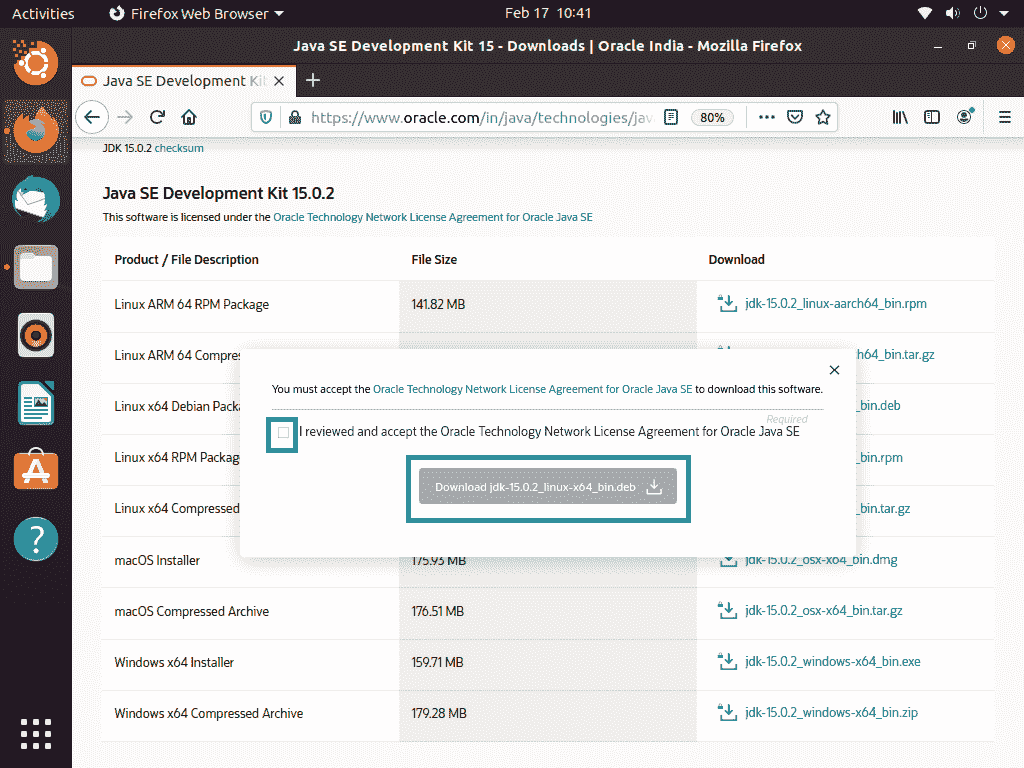 Activities
Firefox Web Browser
Feb 17 10:41
Java SE Development Kit 15 - Downloads | Oracle India - Mozilla Firefox
Java SE Development Kit
https://www.oracle.com/in/java/technologies/jav
80%
JDK 15.0.2 checksum
Java SE Development Kit 15.0.2
This software is licensed under the Oracle Technology Network License Agreement for Oracle Java SE
Product / File Description File Size Download
Linux ARM 64 RPM Package 141.82 MB jdk-15.0.2_linux-aarch64_bin.rpm
Linux ARM 64 Compres h64_bin.tar.gz
You must accept the Oracle Technology Network License Agreement for Oracle Java SE to download this software.
Linux x64 Debian Packa _bin.deb
Required
I reviewed and accept the Oracle Technology Network License Agreement for Oracle Java SE
Linux x64 RPM Packag _bin.rpm
Download jdk-15.0.2_linux-x64_bin.deb
Linux x64 Compressed _bin.tar.gz
macOS Installer 175.93 MB jdk-15.0.2_osx-x64_bin.dmg
macOS Compressed Archive 176.51 MB jdk-15.0.2_osx-x64_bin.tar.gz
Windows x64 Installer 159.71 MB jdk-15.0.2_windows-x64_bin.exe
Windows x64 Compressed Archive 179.28 MB jdk-15.0.2_windows-x64_bin.zip